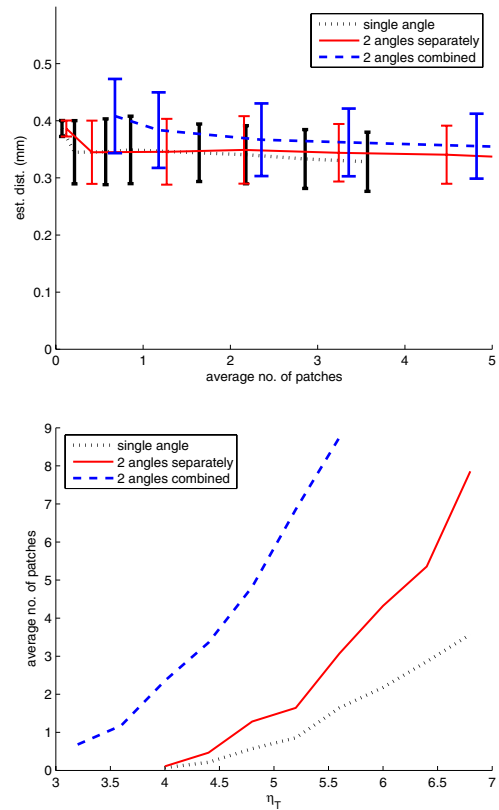 single angle
2 angles separately
2 angles combined
0.5
0.4
0.3
0.2
0.1
0
0 1 2 3 4 5
est. dist. (mm)
average no. of patches
single angle
2 angles separately
2 angles combined
9
8
7
6
5
4
3
2
1
0
3 3.5 4 4.5 5 5.5 6 6.5 7
average no. of patches
η_T